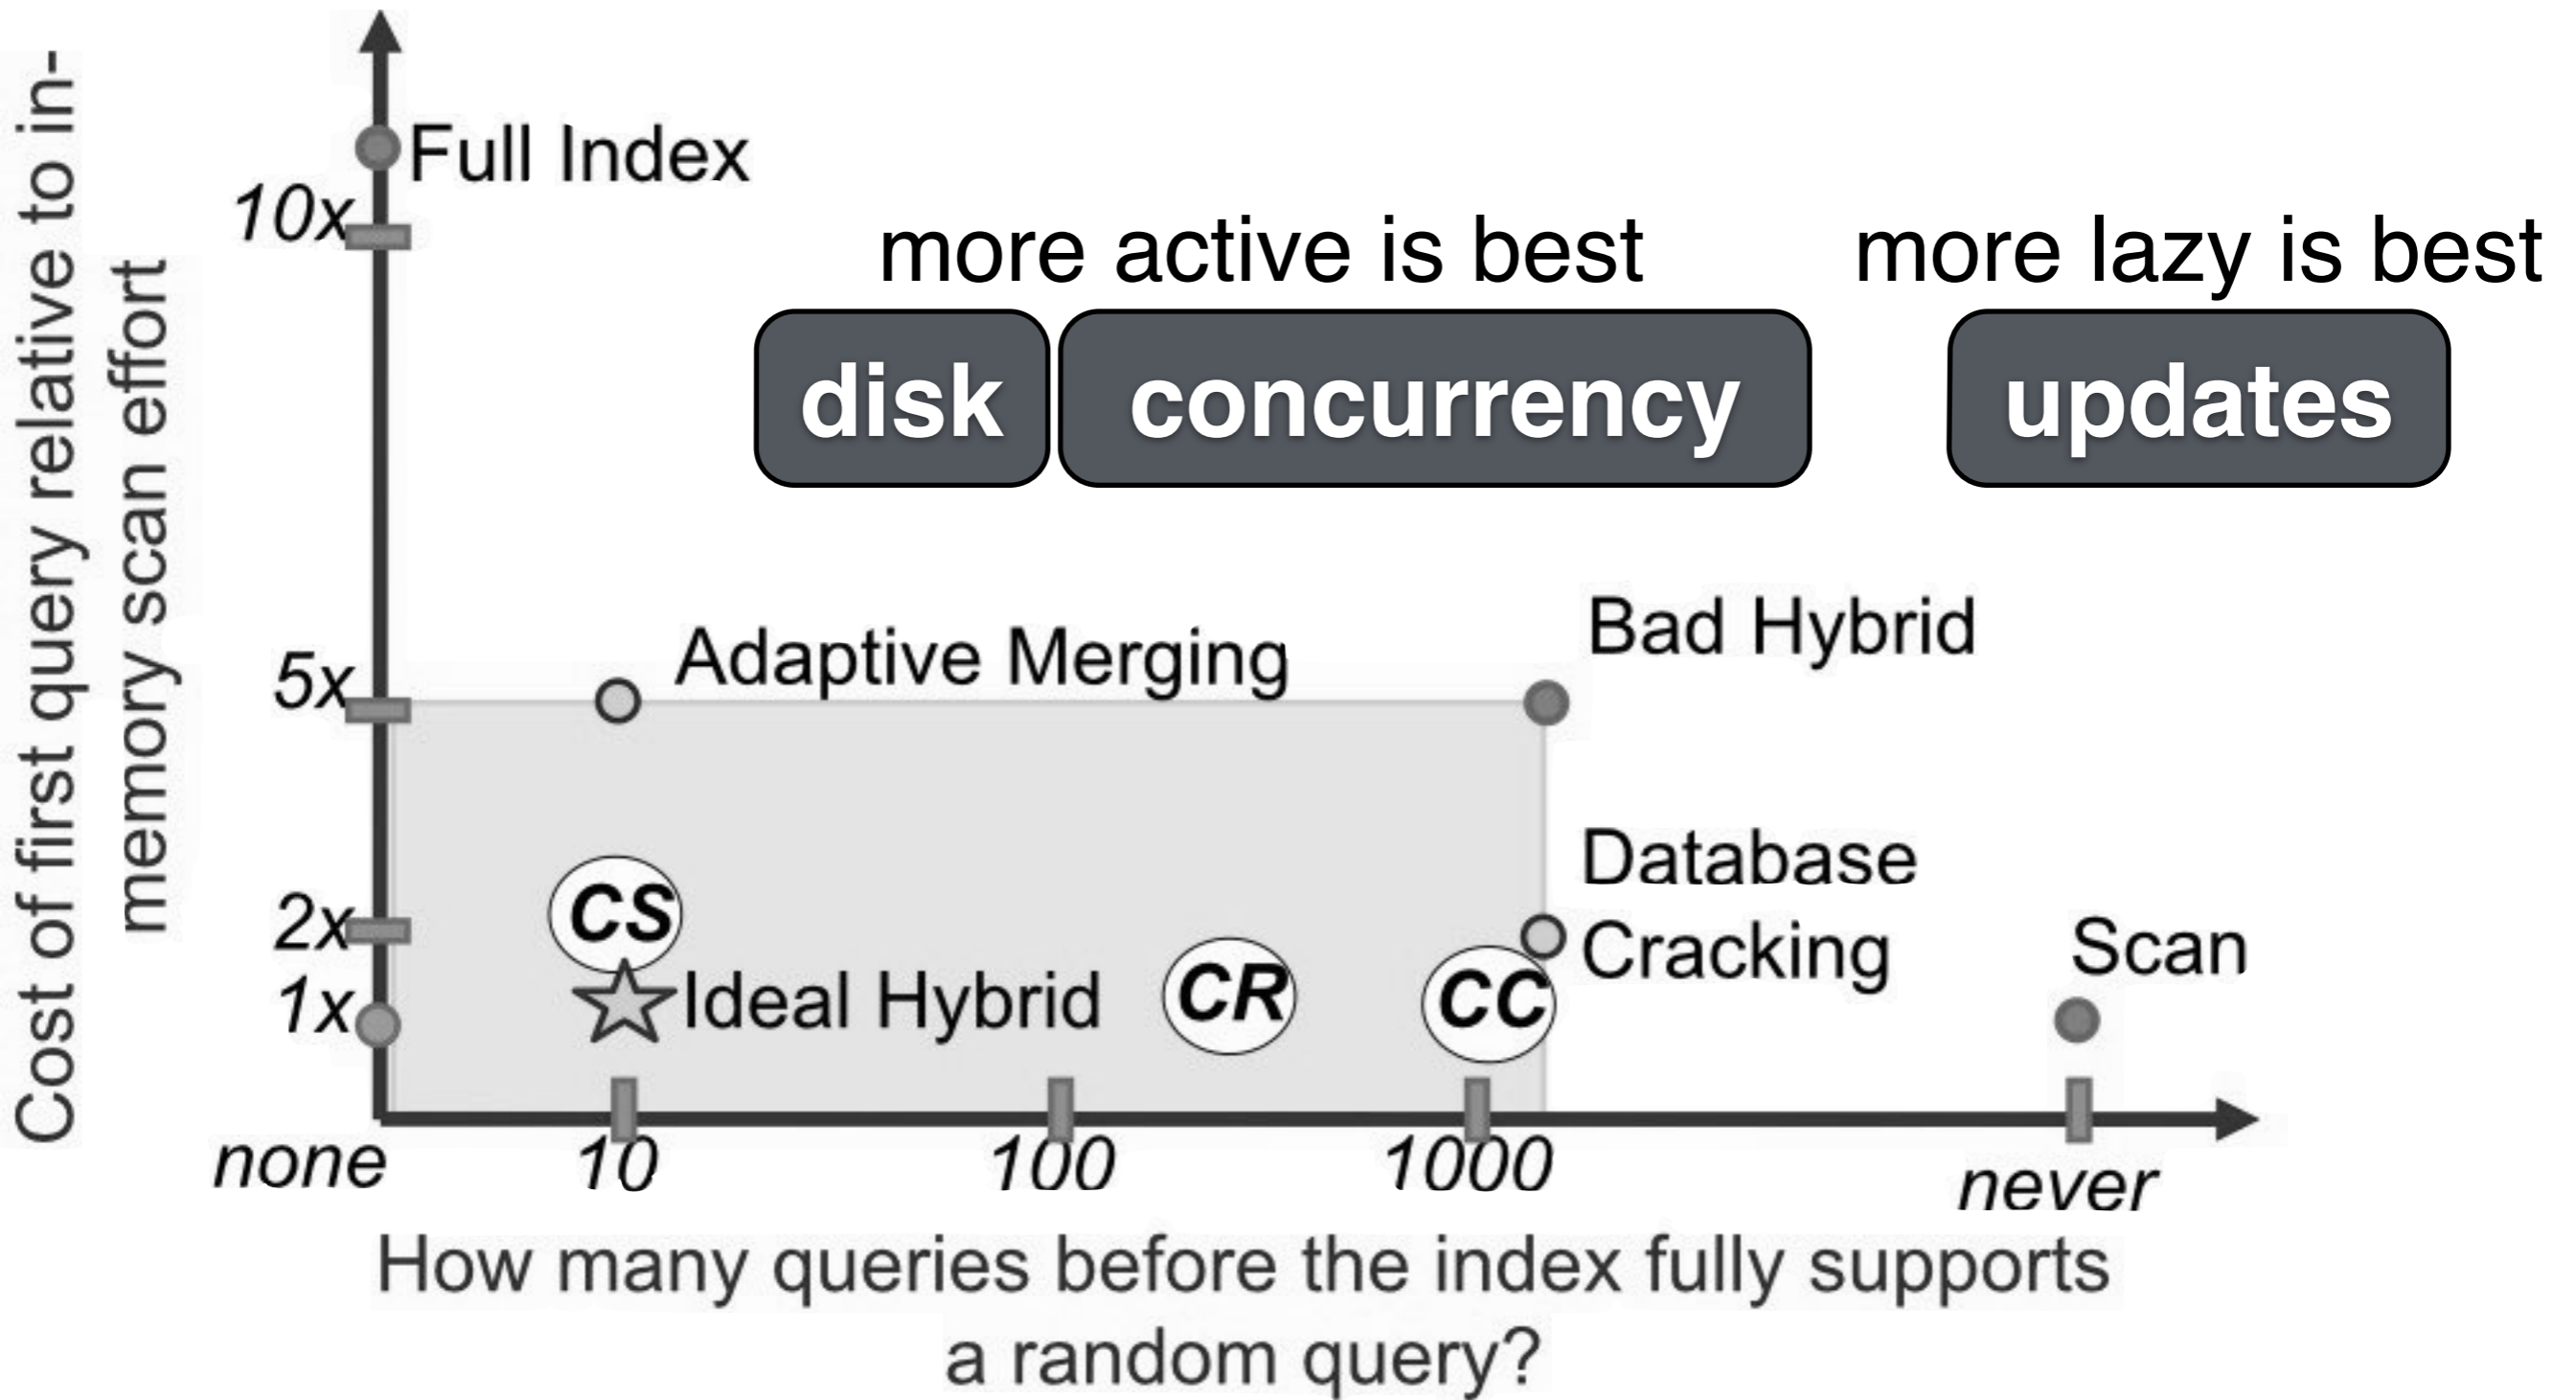 Cost of first query relative to in-
memory scan effort
Full Index
10x
more active is best
more lazy is best
disk
concurrency
updates
Bad Hybrid
Adaptive Merging
5x
Database
Cracking
CS
2x
Scan
Ideal Hybrid
CR
CC
1x
none
10
100
1000
never
How many queries before the index fully supports
a random query?